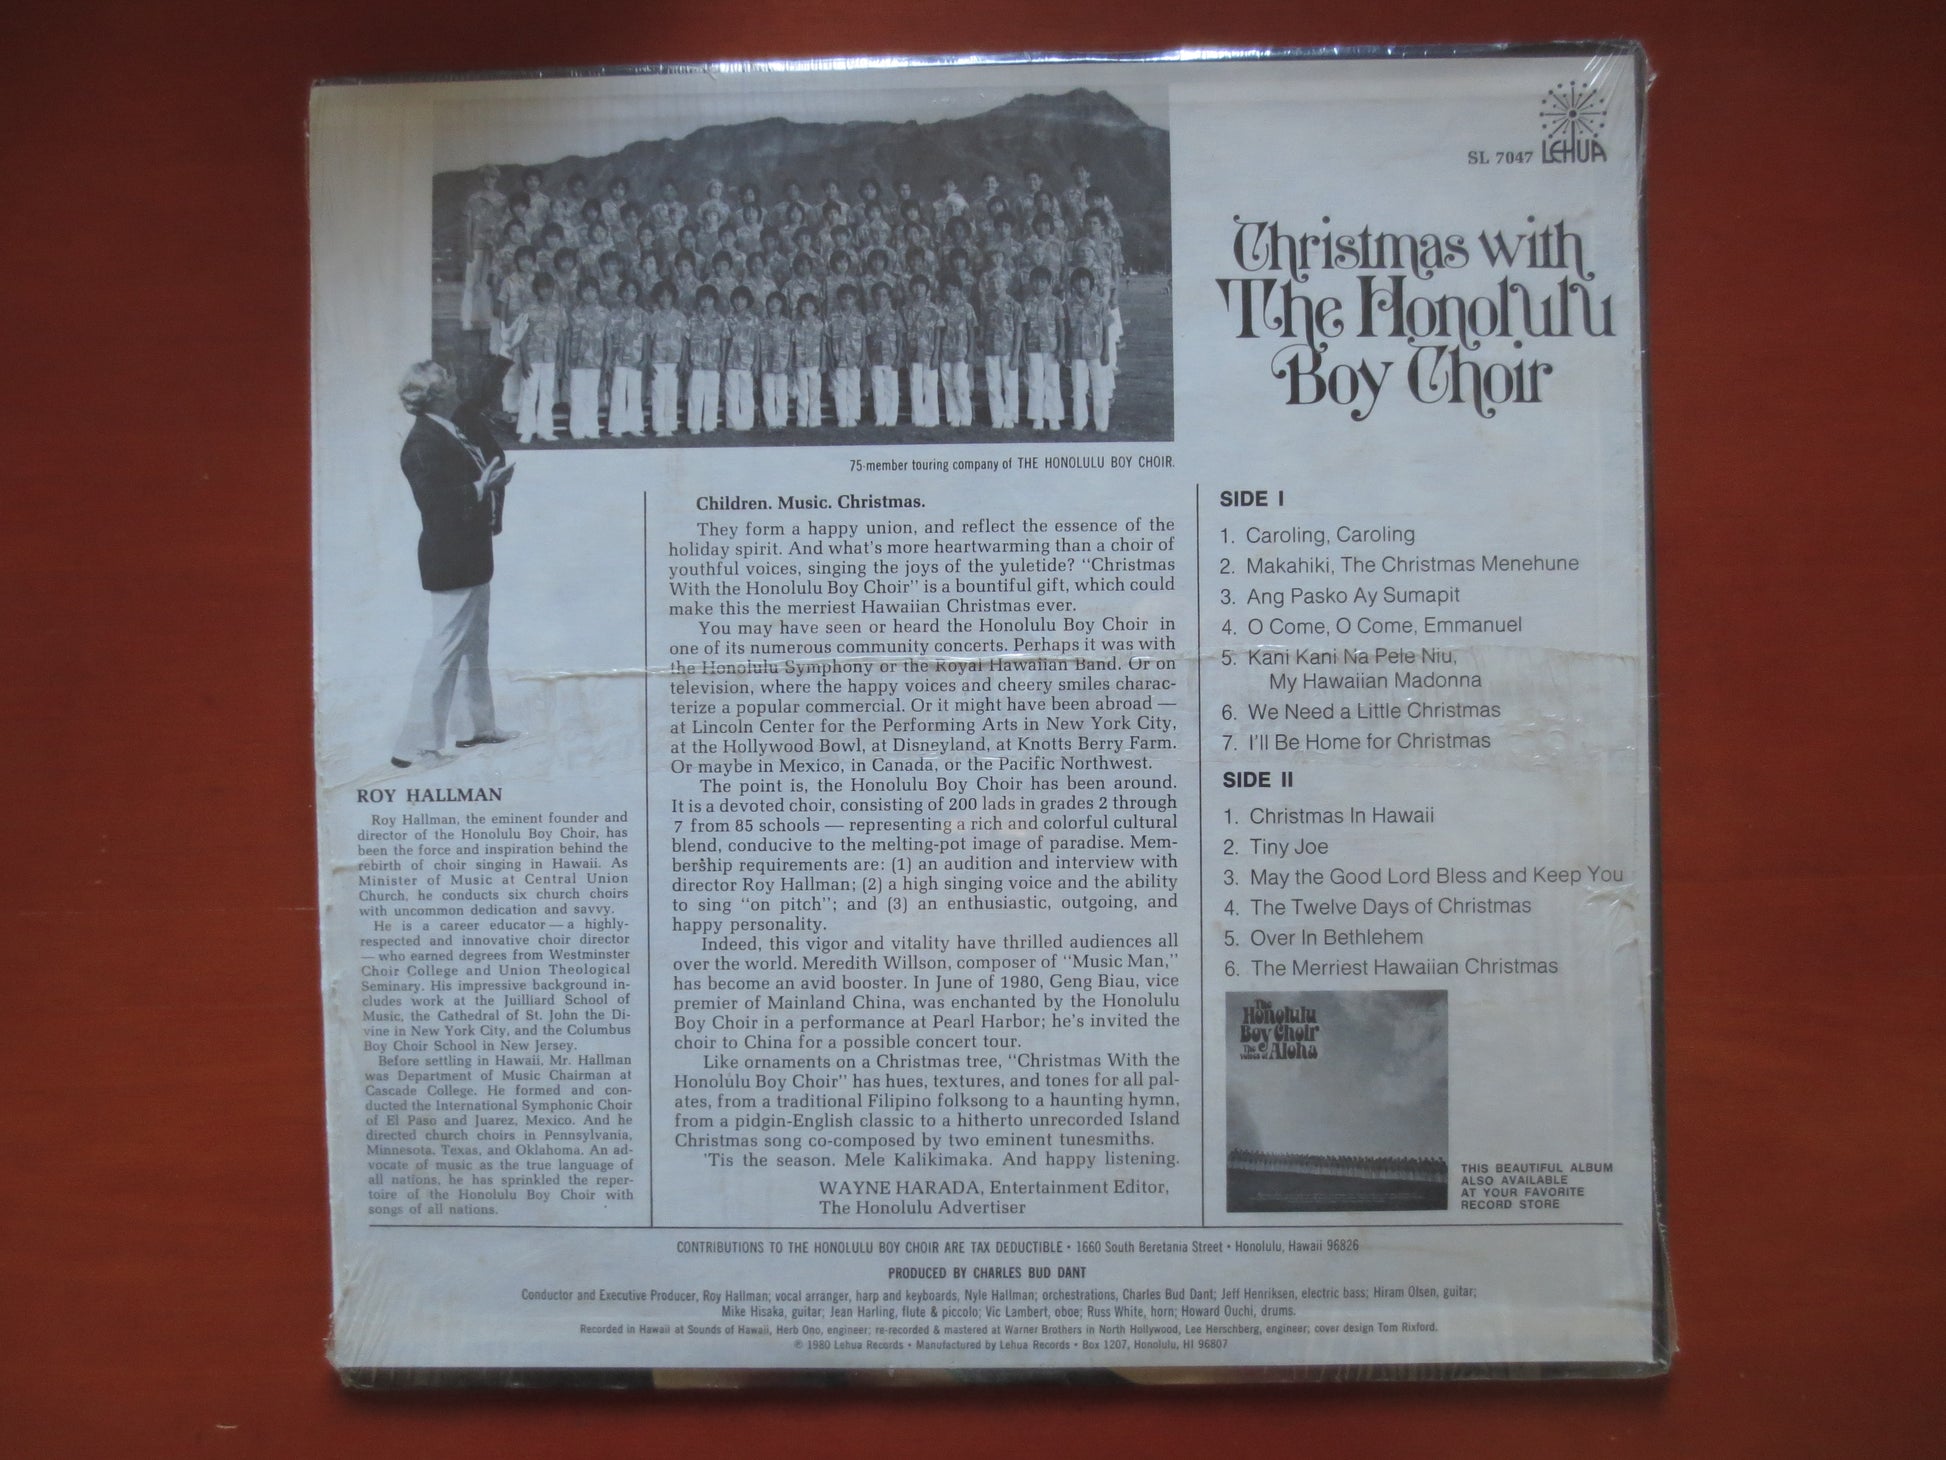 SL 7047 LEHUA
Christmas with
The Honolulu
Boy Choir
75-member touring company of THE HONOLULU BOY CHOIR.
ROY HALLMAN
Roy Hallman, the eminent founder and
director of the Honolulu Boy Choir, has
been the force and inspiration behind the
rebirth of choir singing in Hawaii. As
Minister of Music at Central Union
Church, he conducts six church choirs
with uncommon dedication and savvy.
He is a career educator — a highly-
respected and innovative choir director
— who earned degrees from Westminster
Choir College and Union Theological
Seminary. His impressive background in-
cludes work at the Juilliard School of
Music, the Cathedral of St. John the Di-
vine in New York City, and the Columbus
Boy Choir School in New Jersey.
Before settling in Hawaii, Mr. Hallman
was Department of Music Chairman at
Cascade College. He formed and con-
ducted the International Symphonic Choir
of El Paso and Juarez, Mexico. And he
directed church choirs in Pennsylvania,
Minnesota, Texas, and Oklahoma. An ad-
vocate of music as the true language of
all nations, he has sprinkled the reper-
toire of the Honolulu Boy Choir with
songs of all nations.
Children. Music. Christmas.
They form a happy union, and reflect the essence of the
holiday spirit. And what's more heartwarming than a choir of
youthful voices, singing the joys of the yuletide? "Christmas
With the Honolulu Boy Choir" is a bountiful gift, which could
make this the merriest Hawaiian Christmas ever.
You may have seen or heard the Honolulu Boy Choir in
one of its numerous community concerts. Perhaps it was with
the Honolulu Symphony or the Royal Hawaiian Band. Or on
television, where the happy voices and cheery smiles charac-
terize a popular commercial. Or it might have been abroad —
at Lincoln Center for the Performing Arts in New York City,
at the Hollywood Bowl, at Disneyland, at Knotts Berry Farm.
Or maybe in Mexico, in Canada, or the Pacific Northwest.
The point is, the Honolulu Boy Choir has been around.
It is a devoted choir, consisting of 200 lads in grades 2 through
7 from 85 schools — representing a rich and colorful cultural
blend, conducive to the melting-pot image of paradise. Mem-
bership requirements are: (1) an audition and interview with
director Roy Hallman; (2) a high singing voice and the ability
to sing "on pitch"; and (3) an enthusiastic, outgoing, and
happy personality.
Indeed, this vigor and vitality have thrilled audiences all
over the world. Meredith Willson, composer of "Music Man,"
has become an avid booster. In June of 1980, Geng Biau, vice
premier of Mainland China, was enchanted by the Honolulu
Boy Choir in a performance at Pearl Harbor; he's invited the
choir to China for a possible concert tour.
Like ornaments on a Christmas tree, "Christmas With the
Honolulu Boy Choir" has hues, textures, and tones for all pal-
ates, from a traditional Filipino folksong to a haunting hymn,
from a pidgin-English classic to a hitherto unrecorded Island
Christmas song co-composed by two eminent tunesmiths.
'Tis the season. Mele Kalikimaka. And happy listening.
WAYNE HARADA, Entertainment Editor,
The Honolulu Advertiser
SIDE I
1. Caroling, Caroling
2. Makahiki, The Christmas Menehune
3. Ang Pasko Ay Sumapit
4. O Come, O Come, Emmanuel
5. Kani Kani Na Pele Niu,
My Hawaiian Madonna
6. We Need a Little Christmas
7. I'll Be Home for Christmas
SIDE II
1. Christmas In Hawaii
2. Tiny Joe
3. May the Good Lord Bless and Keep You
4. The Twelve Days of Christmas
5. Over In Bethlehem
6. The Merriest Hawaiian Christmas
The
Honolulu
Boy Choir
The Voices of Aloha
THIS BEAUTIFUL ALBUM
ALSO AVAILABLE
AT YOUR FAVORITE
RECORD STORE
CONTRIBUTIONS TO THE HONOLULU BOY CHOIR ARE TAX DEDUCTIBLE • 1660 South Beretania Street • Honolulu, Hawaii 96826
PRODUCED BY CHARLES BUD DANT
Conductor and Executive Producer, Roy Hallman; vocal arranger, harp and keyboards, Nyle Hallman; orchestrations, Charles Bud Dant; Jeff Henriksen, electric bass; Hiram Olsen, guitar;
Mike Hisaka, guitar; Jean Harling, flute & piccolo; Vic Lambert, oboe; Russ White, horn; Howard Ouchi, drums.
Recorded in Hawaii at Sounds of Hawaii, Herb Ono, engineer; re-recorded & mastered at Warner Brothers in North Hollywood, Lee Herschberg, engineer; cover design Tom Rixford.
℗ 1980 Lehua Records • Manufactured by Lehua Records • Box 1207, Honolulu, HI 96807